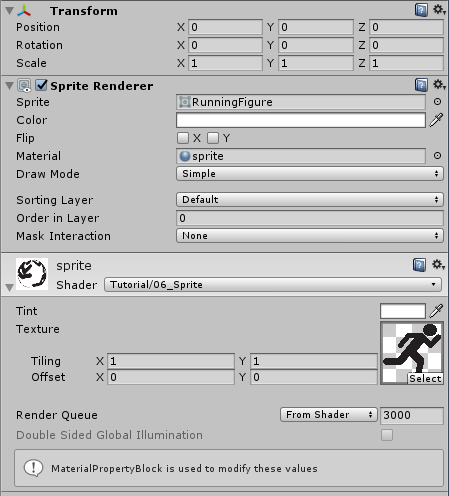 Transform
Position X 0 Y 0 Z 0
Rotation X 0 Y 0 Z 0
Scale X 1 Y 1 Z 1
Sprite Renderer
Sprite RunningFigure
Color
Flip X Y
Material sprite
Draw Mode Simple
Sorting Layer Default
Order in Layer 0
Mask Interaction None
sprite
Shader Tutorial/06_Sprite
Tint
Texture
Tiling X 1 Y 1
Offset X 0 Y 0
Select
Render Queue From Shader 3000
Double Sided Global Illumination
MaterialPropertyBlock is used to modify these values